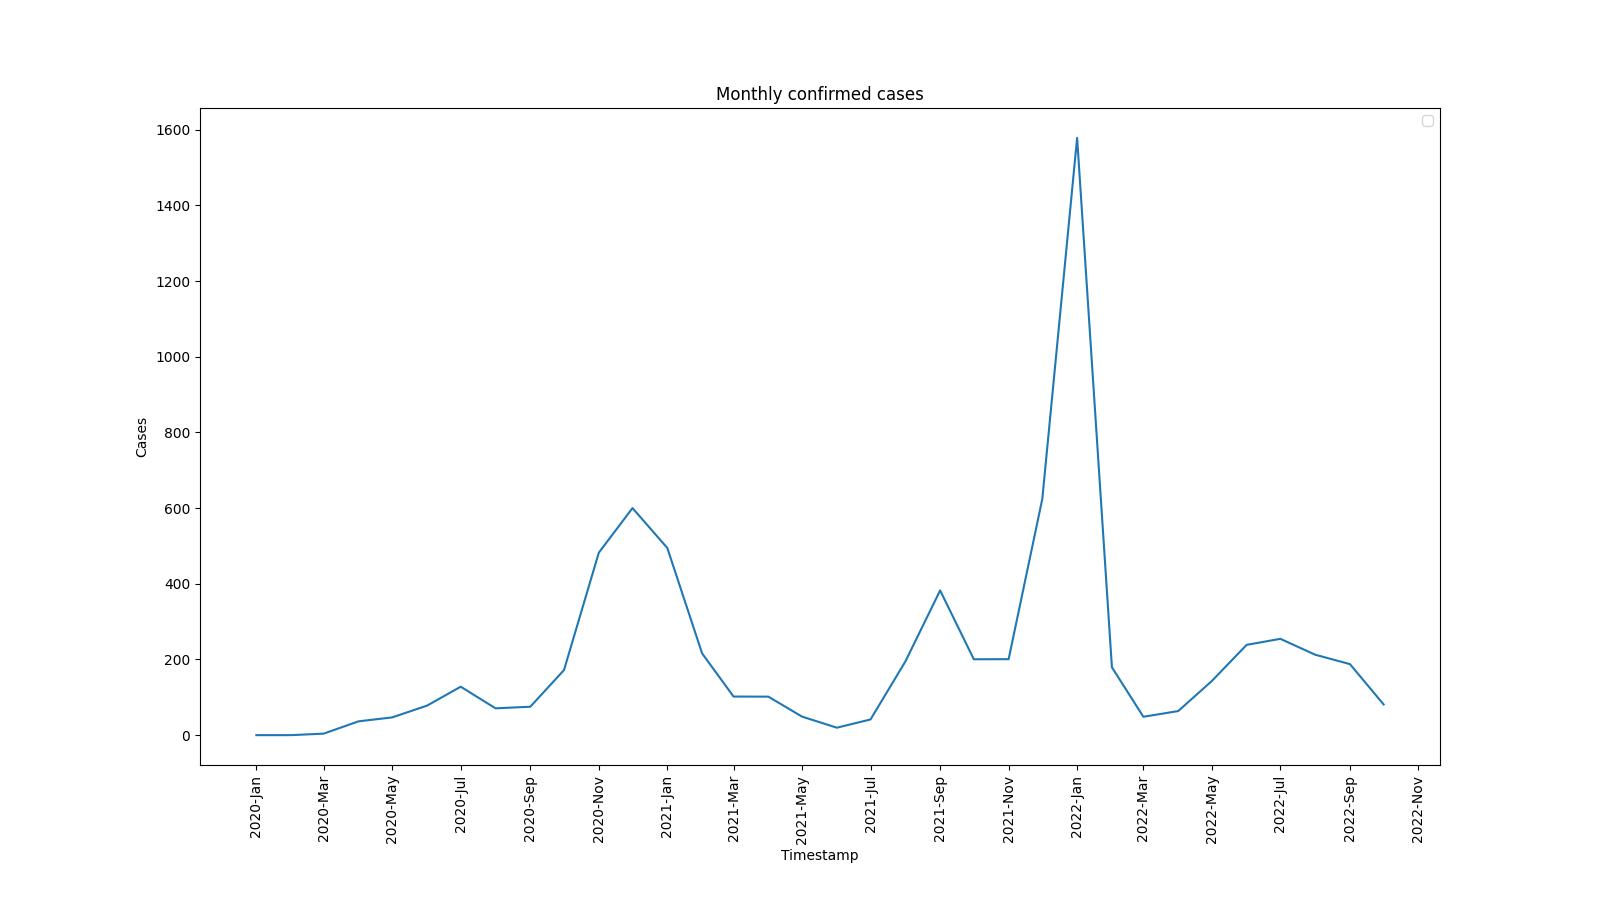 Monthly confirmed cases
1600
1400
1200
1000
800
600
400
200
0
Cases
2020-Jan
2020-Mar
2020-May
2020-Jul
2020-Sep
2020-Nov
2021-Jan
2021-Mar
2021-May
2021-Jul
2021-Sep
2021-Nov
2022-Jan
2022-Mar
2022-May
2022-Jul
2022-Sep
2022-Nov
Timestamp